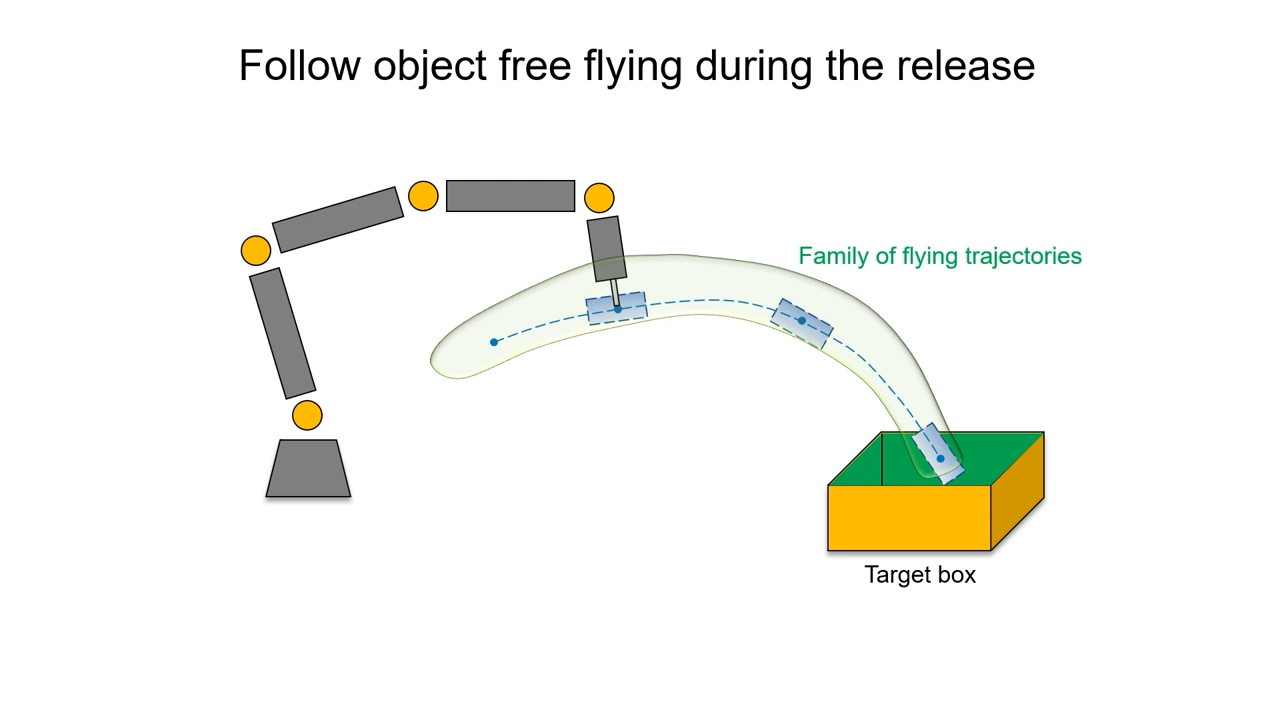 Follow object free flying during the release
Family of flying trajectories
Target box